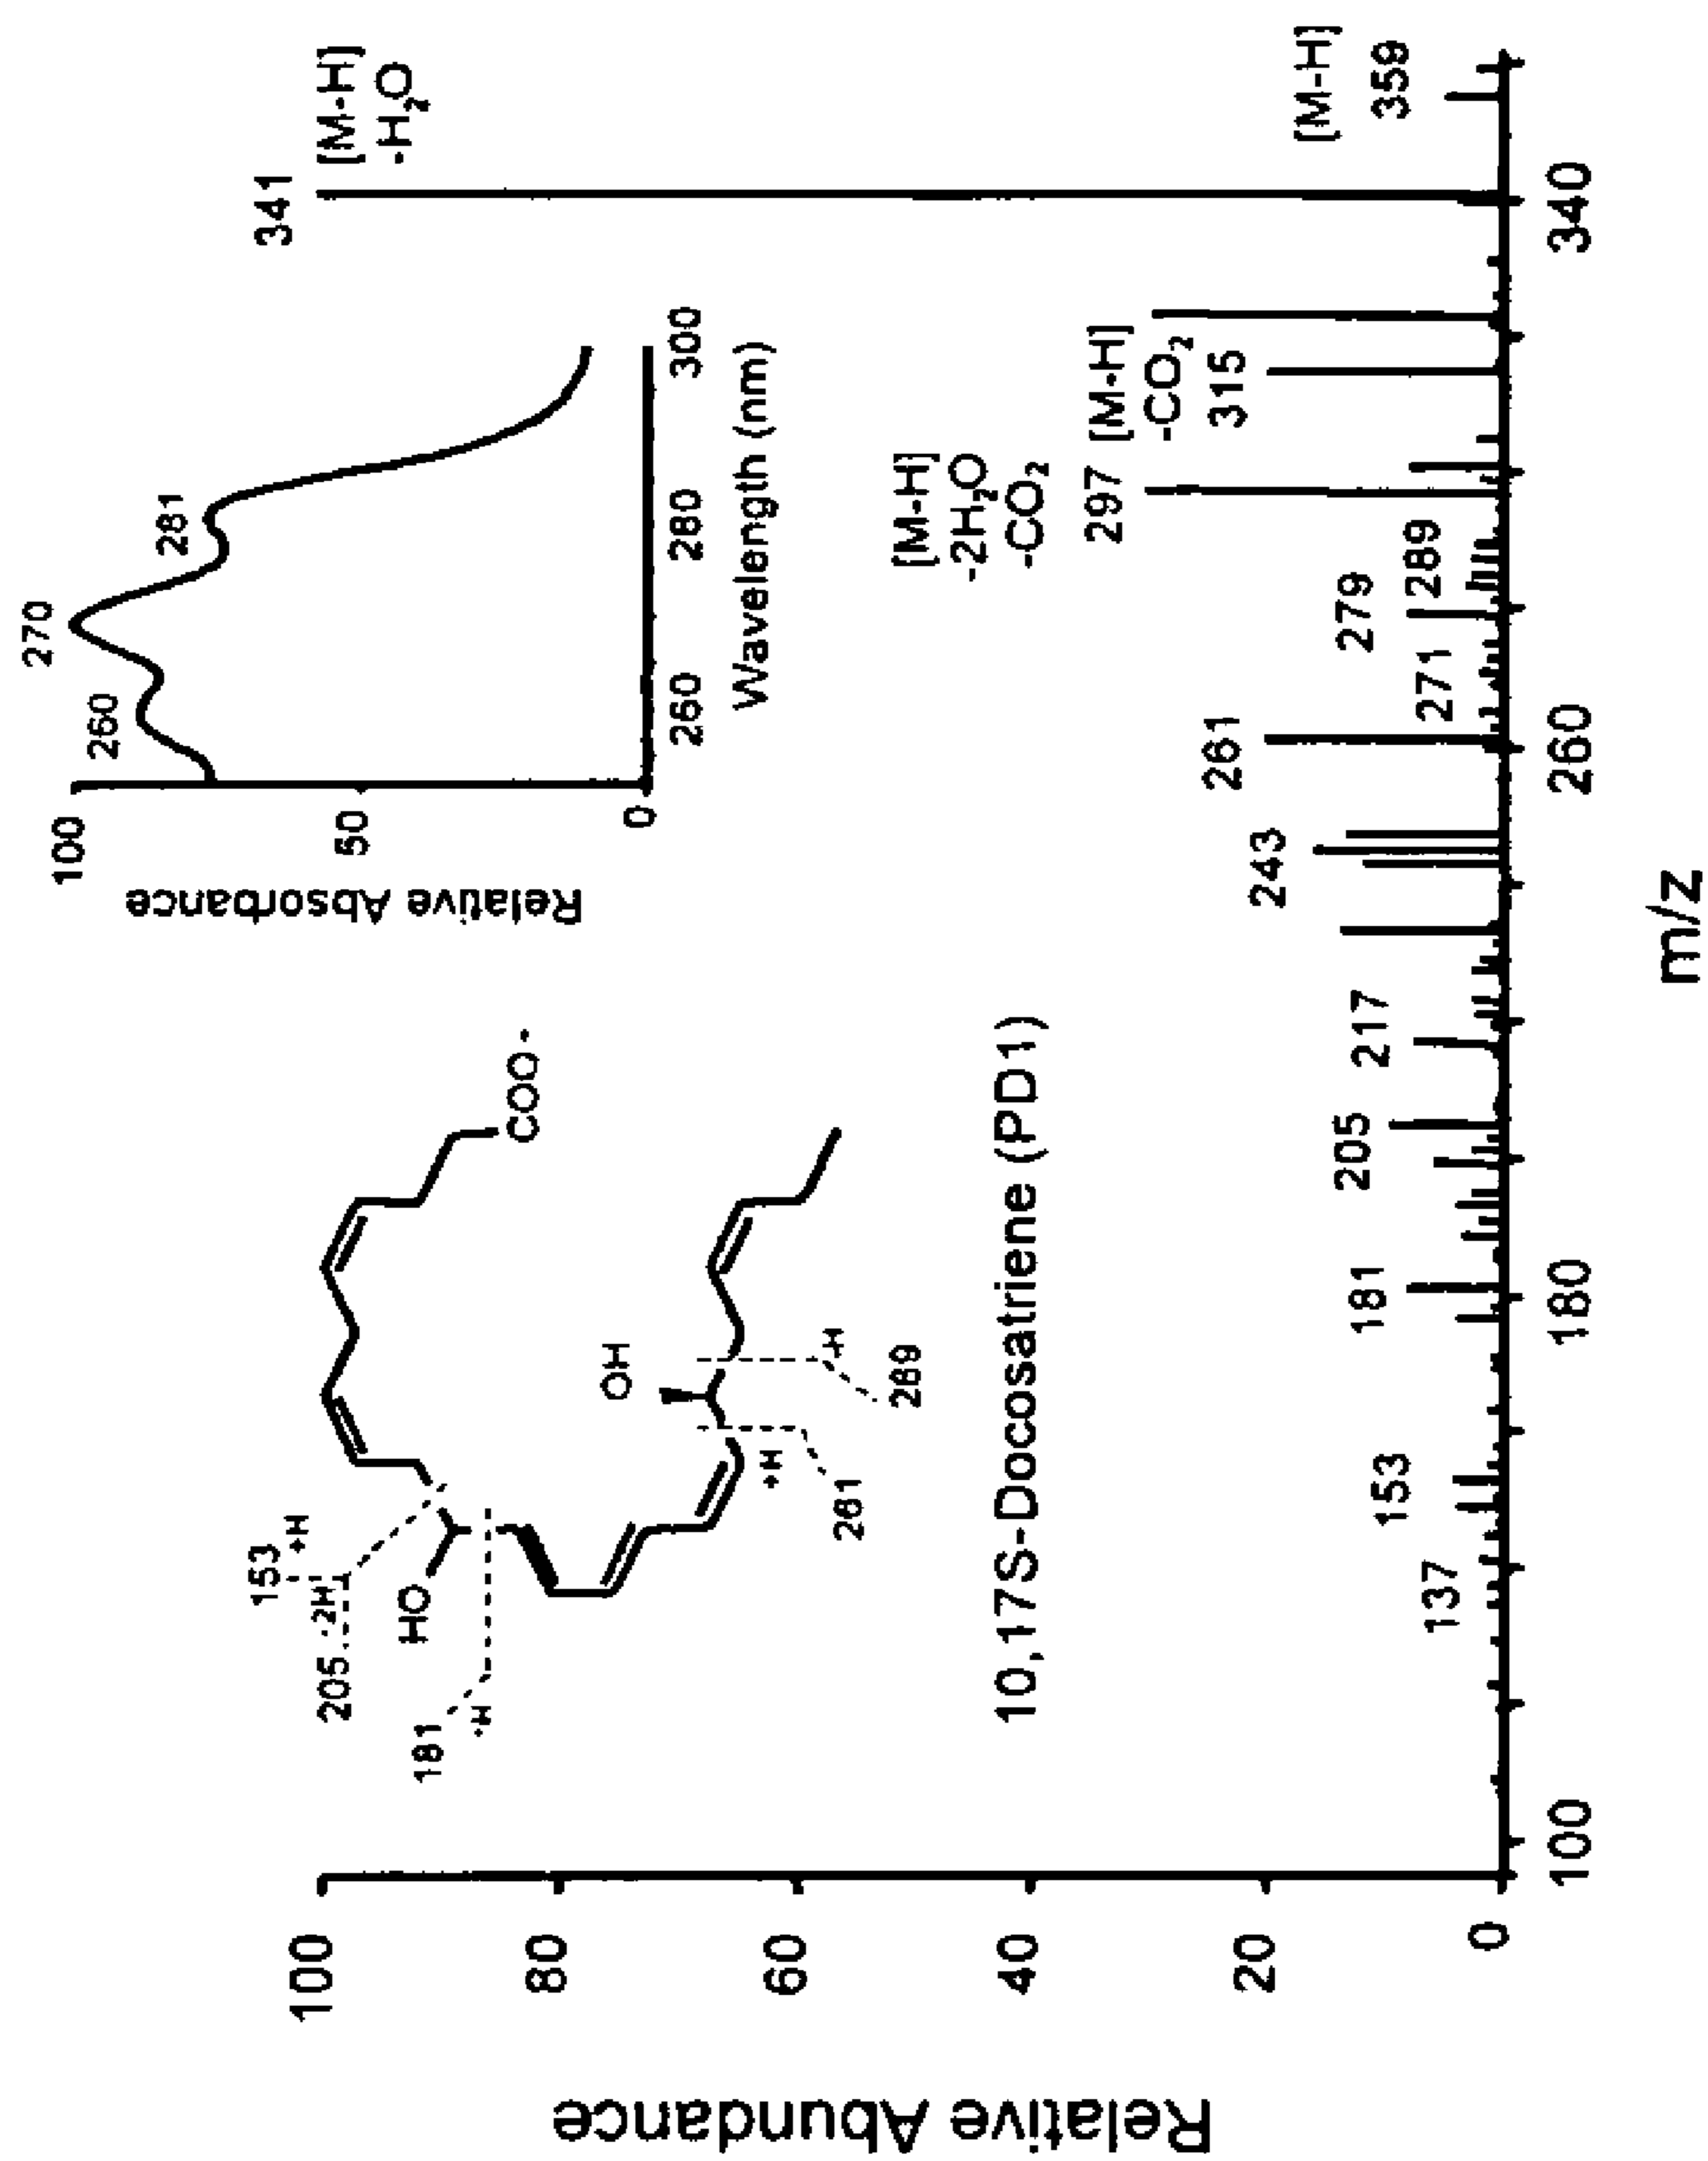 Relative Abundance
100
80
60
40
20
0
100
180
260
340
m/z
153
+H
205
-2H
HO
181
+H
COO-
OH
+H
261
+H
289
10,17S-Docosatriene (PD1)
Relative Absorbance
100
50
0
260
270
281
260
280
300
Wavelength (nm)
341
[M-H]
-H2O
[M-H]
359
[M-H]
-CO2
315
[M-H]
-2H2O
-CO2
297
289
279
271
261
243
217
205
181
153
137